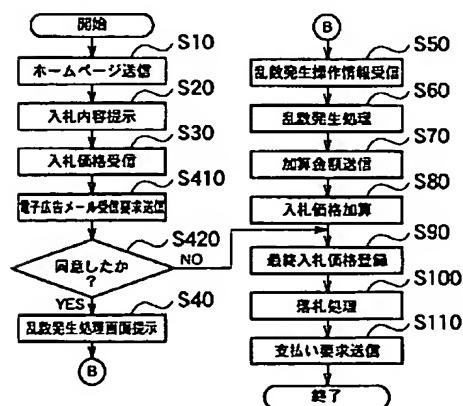 開始
S10
ホームページ送信
S20
入札内容提示
S30
入札価格受信
S410
電子広告メール受信要求送信
S420
同意したか
?
NO
YES
S40
乱数発生処理画面提示
B
B
S50
乱数発生操作情報受信
S60
乱数発生処理
S70
加算金額送信
S80
入札価格加算
S90
最終入札価格登録
S100
落札処理
S110
支払い要求送信
終了